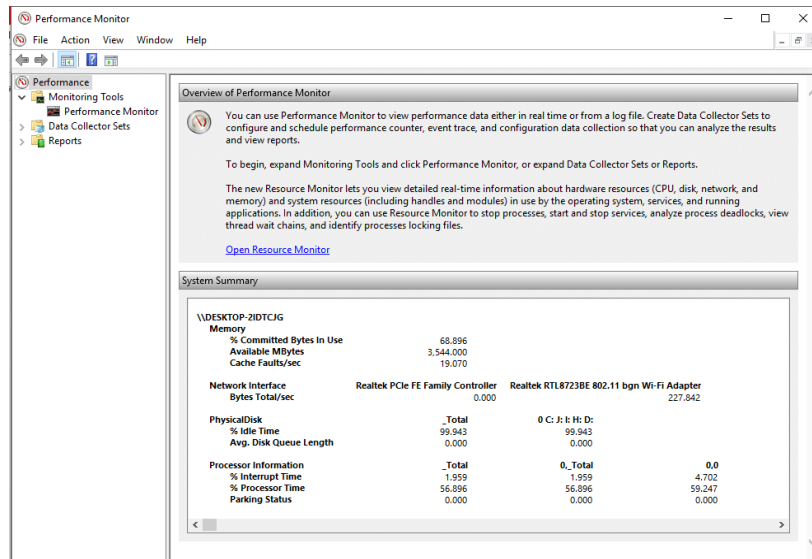 Performance Monitor
File Action View Window Help
Performance
Monitoring Tools
Performance Monitor
Data Collector Sets
Reports
Overview of Performance Monitor
You can use Performance Monitor to view performance data either in real time or from a log file. Create Data Collector Sets to
configure and schedule performance counter, event trace, and configuration data collection so that you can analyze the results
and view reports.
To begin, expand Monitoring Tools and click Performance Monitor, or expand Data Collector Sets or Reports.
The new Resource Monitor lets you view detailed real-time information about hardware resources (CPU, disk, network, and
memory) and system resources (including handles and modules) in use by the operating system, services, and running
applications. In addition, you can use Resource Monitor to stop processes, start and stop services, analyze process deadlocks, view
thread wait chains, and identify processes locking files.
Open Resource Monitor
System Summary
\\DESKTOP-2IDTCJG
Memory
% Committed Bytes In Use 68.896
Available MBytes 3,544.000
Cache Faults/sec 19.070
Network Interface Realtek PCIe FE Family Controller Realtek RTL8723BE 802.11 bgn Wi-Fi Adapter
Bytes Total/sec 0.000 227.842
PhysicalDisk _Total 0 C: J: I: H: D:
% Idle Time 99.943 99.943
Avg. Disk Queue Length 0.000 0.000
Processor Information _Total 0,_Total 0,0
% Interrupt Time 1.959 1.959 4.702
% Processor Time 56.896 56.896 59.247
Parking Status 0.000 0.000 0.000